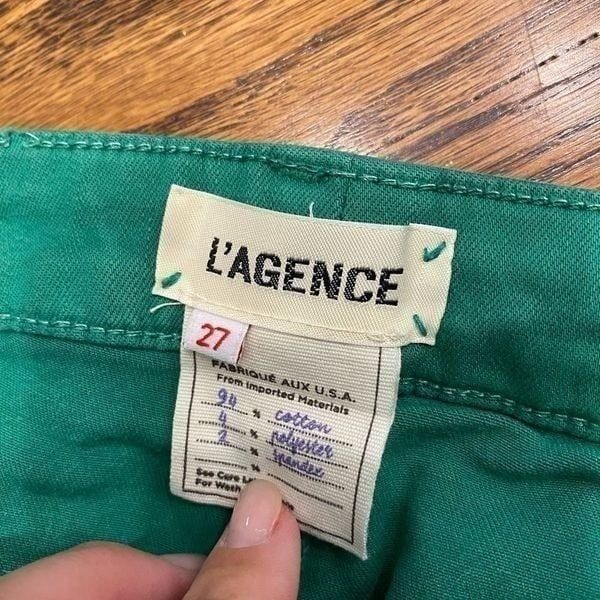 L'AGENCE
27
FABRIQUÉ AUX U.S.A.
From Imported Materials
94 % cotton
4 % polyester
2 % spandex
%
See Care
For Wash